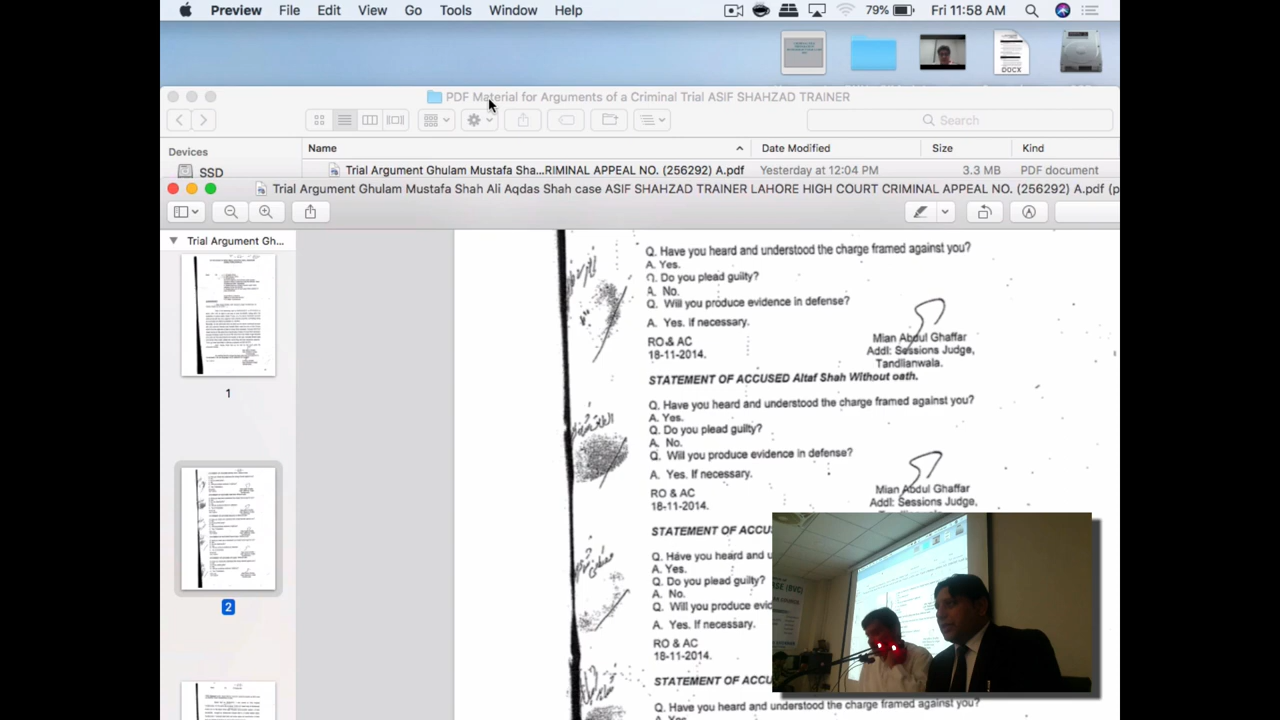 Preview File Edit View Go Tools Window Help 79% Fri 11:58 AM
DOCX
PDF Material for Arguments of a Criminal Trial ASIF SHAHZAD TRAINER
Search
Devices Name Date Modified Size Kind
SSD Trial Argument Ghulam Mustafa Sha...RIMINAL APPEAL NO. (256292) A.pdf Yesterday at 12:04 PM 3.3 MB PDF document
Trial Argument Ghulam Mustafa Shah Ali Aqdas Shah case ASIF SHAHZAD TRAINER LAHORE HIGH COURT CRIMINAL APPEAL NO. (256292) A.pdf (p
Trial Argument Gh...
1
2
Q. Have you heard and understood the charge framed against you?
A. Yes.
Q. Do you plead guilty?
A. No.
Q. Will you produce evidence in defense?
A. Yes. If necessary.
RO & AC
18-11-2014.
Mian Abdul Ghaffar
Addl: Sessions Judge,
Tandlianwala.
STATEMENT OF ACCUSED Altaf Shah Without oath.
Q. Have you heard and understood the charge framed against you?
A. Yes.
Q. Do you plead guilty?
A. No.
Q. Will you produce evidence in defense?
A. Yes. If necessary.
RO & AC
18-11-2014.
Mian Abdul Ghaffar
Addl: Sessions Judge,
STATEMENT OF ACCU
Q. Have you heard and u
A. Yes.
Q. Do you plead guilty?
A. No.
Q. Will you produce evid
A. Yes. If necessary.
RO & AC
18-11-2014.
STATEMENT OF ACCU
Q. Have you heard and understood the charge framed against you?